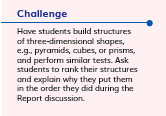 Challenge
Have students build structures
of three-dimensional shapes,
e.g., pyramids, cubes, or prisms,
and perform similar tests. Ask
students to rank their structures
and explain why they put them
in the order they did during the
Report discussion.